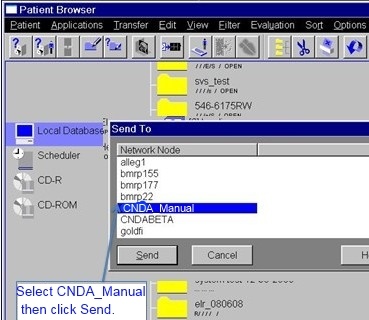 Patient Browser
Patient Applications Transfer Edit View Filter Evaluation Sort Options
///E/S / OPEN
svs_test
///I/S / OPEN
546-6175RW
Local Database
Scheduler
CD-R
CD-ROM
Send To
Network Node
alleg1
bmrp155
bmrp177
bmrp22
CNDA_Manual
CNDABETA
goldfi
Send Cancel H
elr_080608
Select CNDA_Manual
then click Send.